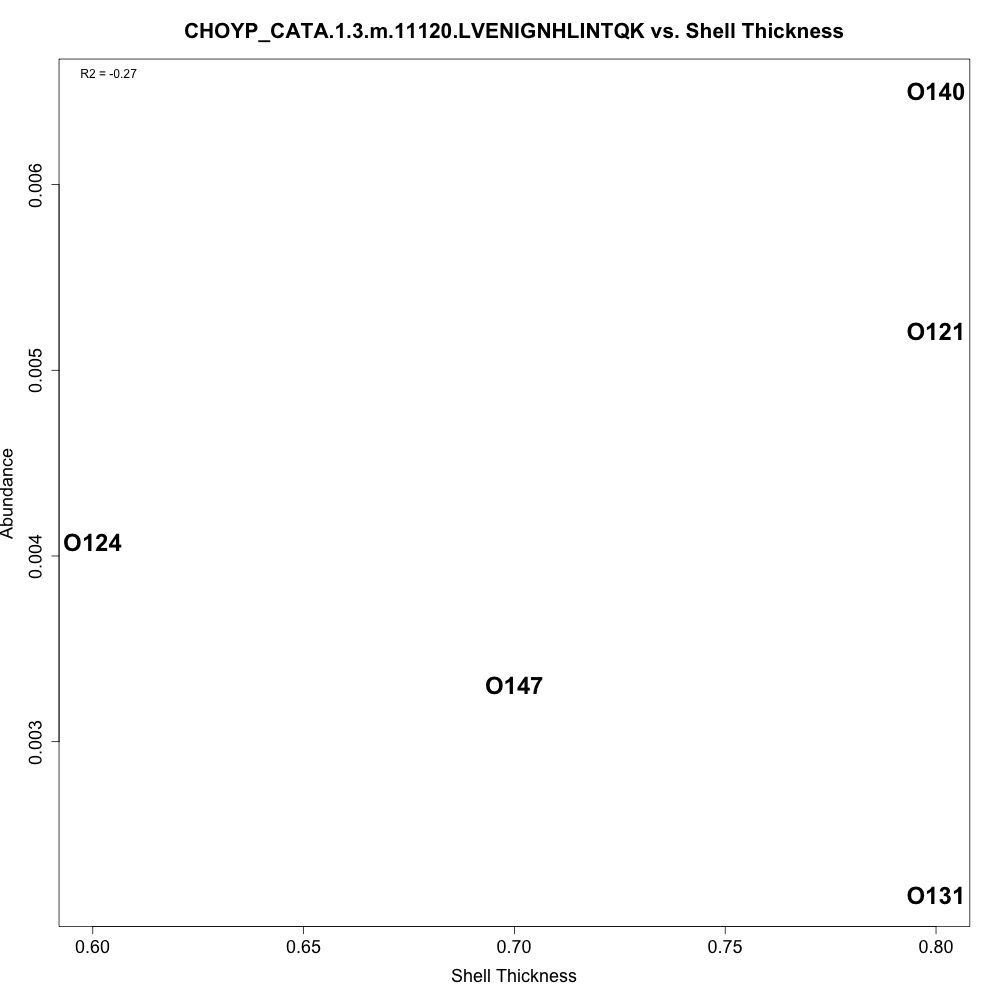 CHOYP_CATA.1.3.m.11120.LVENIGNHLINTQK vs. Shell Thickness
R2 = -0.27
O140
0.006
O121
0.005
Abundance
O124
0.004
O147
0.003
O131
0.60 0.65 0.70 0.75 0.80
Shell Thickness